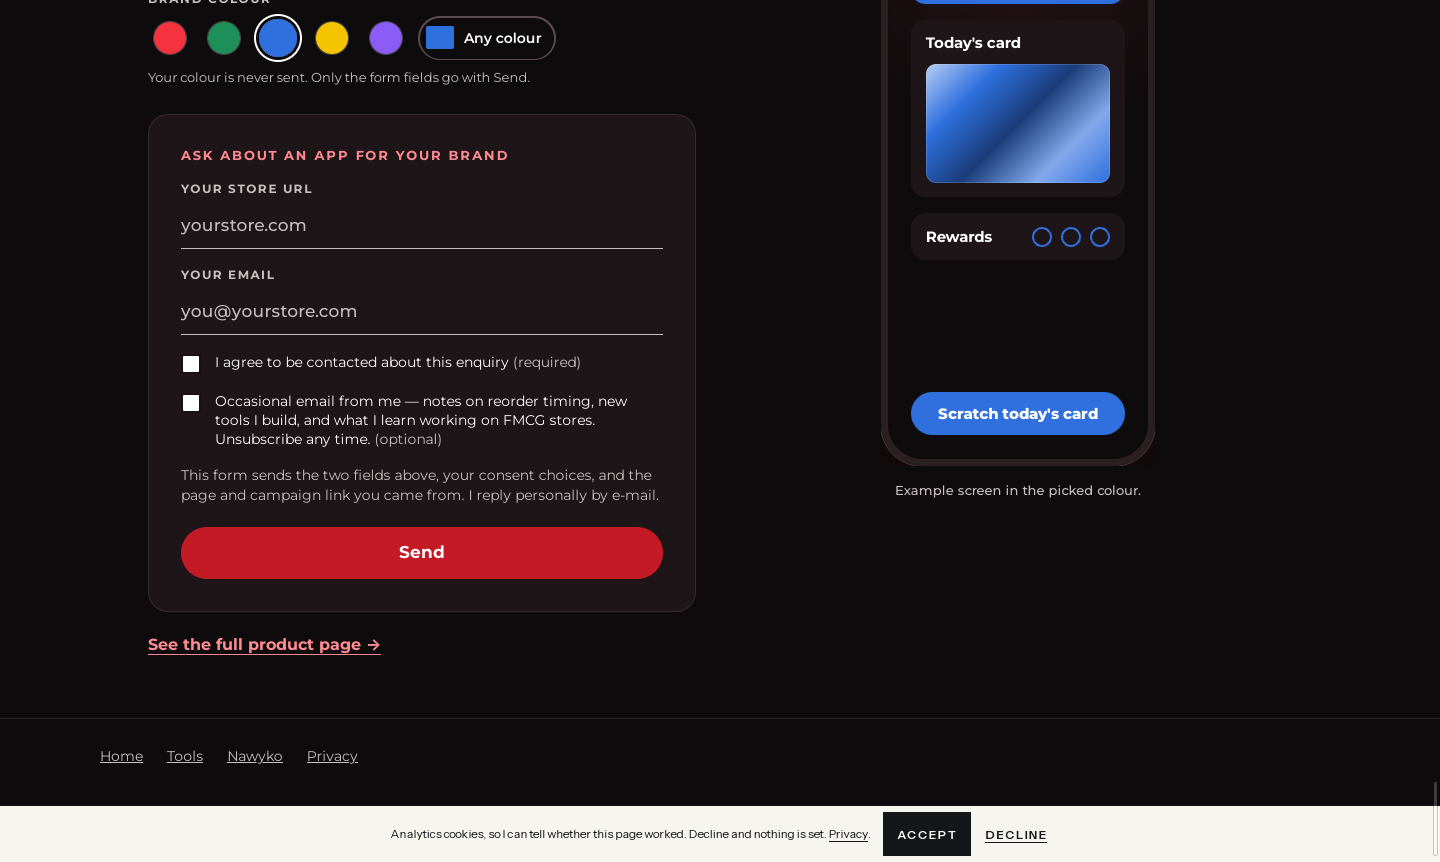 BRAND COLOUR
Any colour
Your colour is never sent. Only the form fields go with Send.
ASK ABOUT AN APP FOR YOUR BRAND
YOUR STORE URL
yourstore.com
YOUR EMAIL
you@yourstore.com
I agree to be contacted about this enquiry (required)
Occasional email from me — notes on reorder timing, new
tools I build, and what I learn working on FMCG stores.
Unsubscribe any time. (optional)
This form sends the two fields above, your consent choices, and the
page and campaign link you came from. I reply personally by e-mail.
Send
See the full product page →
Today's card
Rewards
Scratch today's card
Example screen in the picked colour.
Home Tools Nawyko Privacy
Analytics cookies, so I can tell whether this page worked. Decline and nothing is set. Privacy. ACCEPT DECLINE